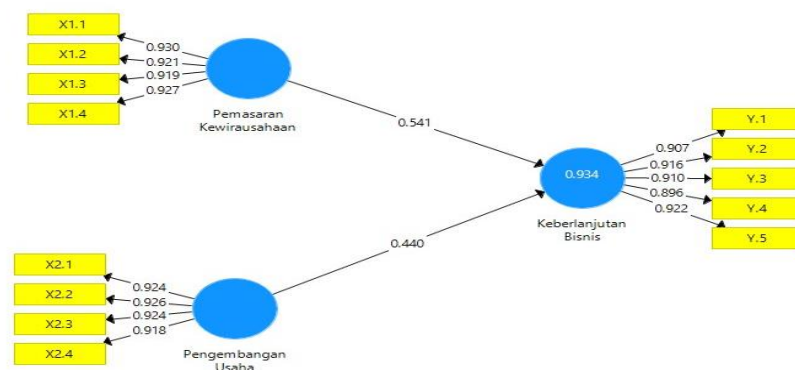 X1.1
X1.2
X1.3
X1.4
0.930
0.921
0.919
0.927
Pemasaran
Kewirausahaan
0.541
0.934
Keberlanjutan
Bisnis
0.907
0.916
0.910
0.896
0.922
Y.1
Y.2
Y.3
Y.4
Y.5
0.440
X2.1
X2.2
X2.3
X2.4
0.924
0.926
0.924
0.918
Pengembangan
Usaha